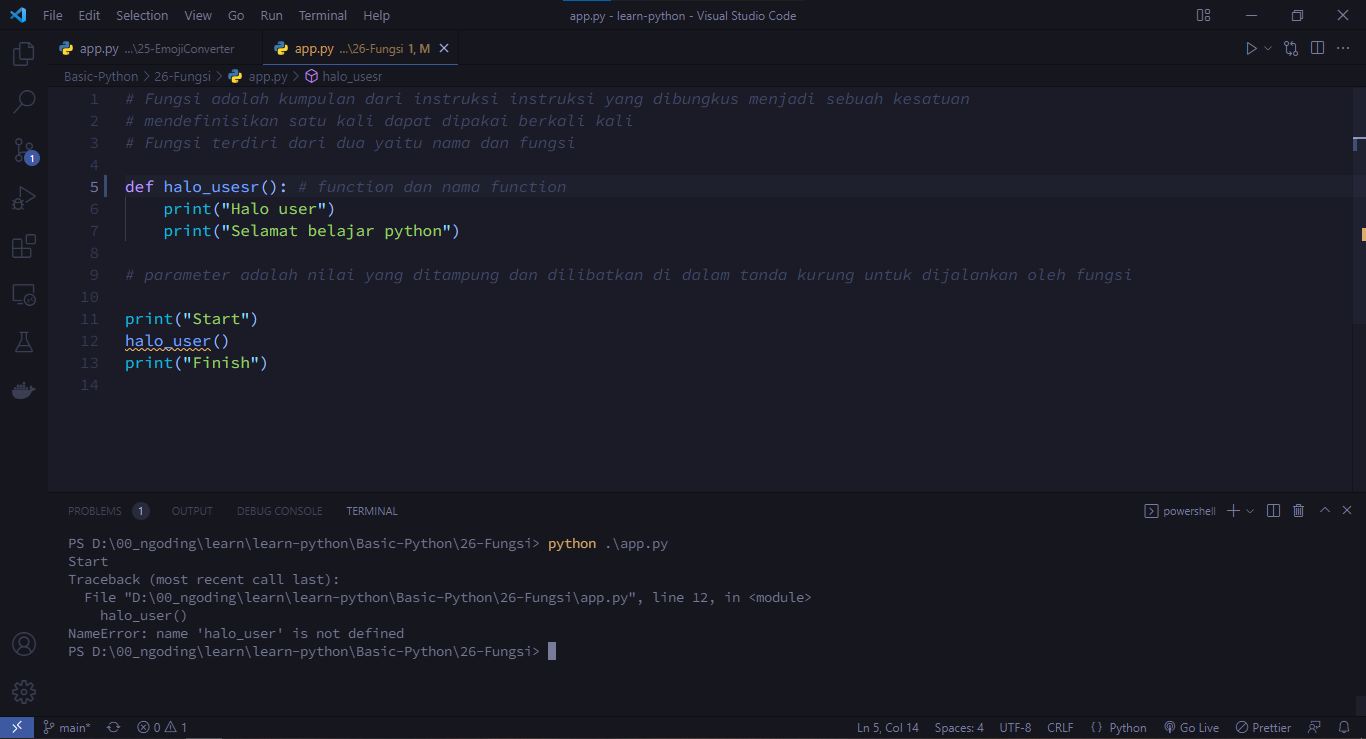 File Edit Selection View Go Run Terminal Help app.py - learn-python - Visual Studio Code
app.py ...\25-EmojiConverter app.py ...\26-Fungsi 1, M
Basic-Python > 26-Fungsi > app.py > halo_usesr
1 # Fungsi adalah kumpulan dari instruksi instruksi yang dibungkus menjadi sebuah kesatuan
2 # mendefinisikan satu kali dapat dipakai berkali kali
3 # Fungsi terdiri dari dua yaitu nama dan fungsi
4
5 def halo_usesr(): # function dan nama function
6     print("Halo user")
7     print("Selamat belajar python")
8
9 # parameter adalah nilai yang ditampung dan dilibatkan di dalam tanda kurung untuk dijalankan oleh fungsi
10
11 print("Start")
12 halo_user()
13 print("Finish")
14
PROBLEMS 1 OUTPUT DEBUG CONSOLE TERMINAL powershell
PS D:\00_ngoding\learn\learn-python\Basic-Python\26-Fungsi> python .\app.py
Start
Traceback (most recent call last):
  File "D:\00_ngoding\learn\learn-python\Basic-Python\26-Fungsi\app.py", line 12, in <module>
    halo_user()
NameError: name 'halo_user' is not defined
PS D:\00_ngoding\learn\learn-python\Basic-Python\26-Fungsi>
main* 0 1 Ln 5, Col 14 Spaces: 4 UTF-8 CRLF {} Python Go Live Prettier